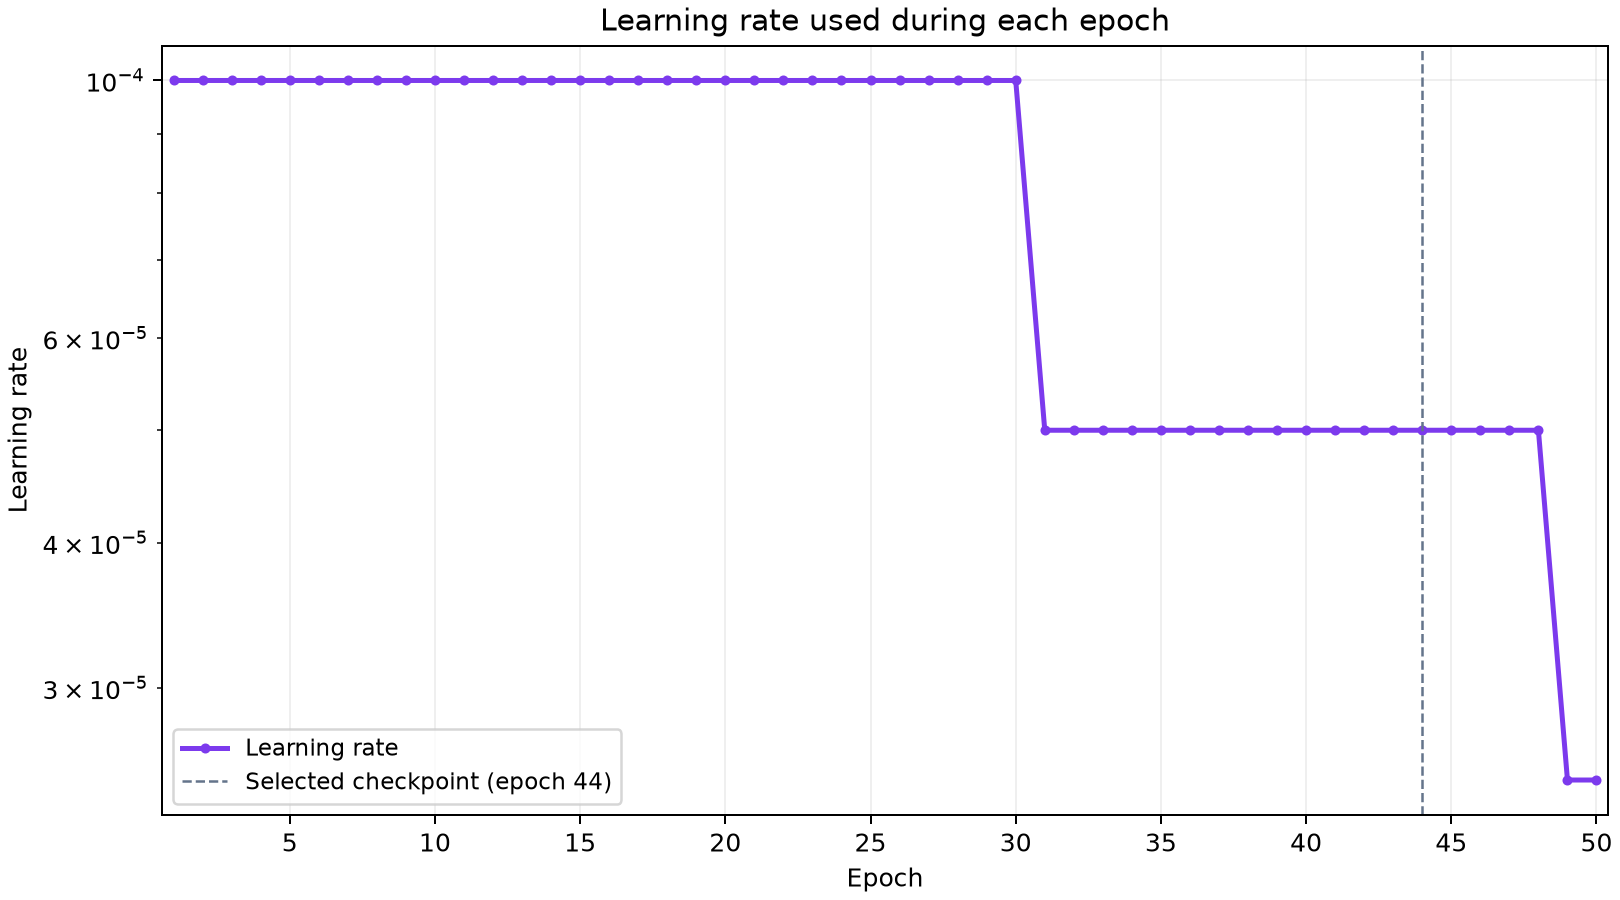 Learning rate used during each epoch
10⁻⁴
6 × 10⁻⁵
4 × 10⁻⁵
3 × 10⁻⁵
Learning rate
Learning rate
Selected checkpoint (epoch 44)
5 10 15 20 25 30 35 40 45 50
Epoch